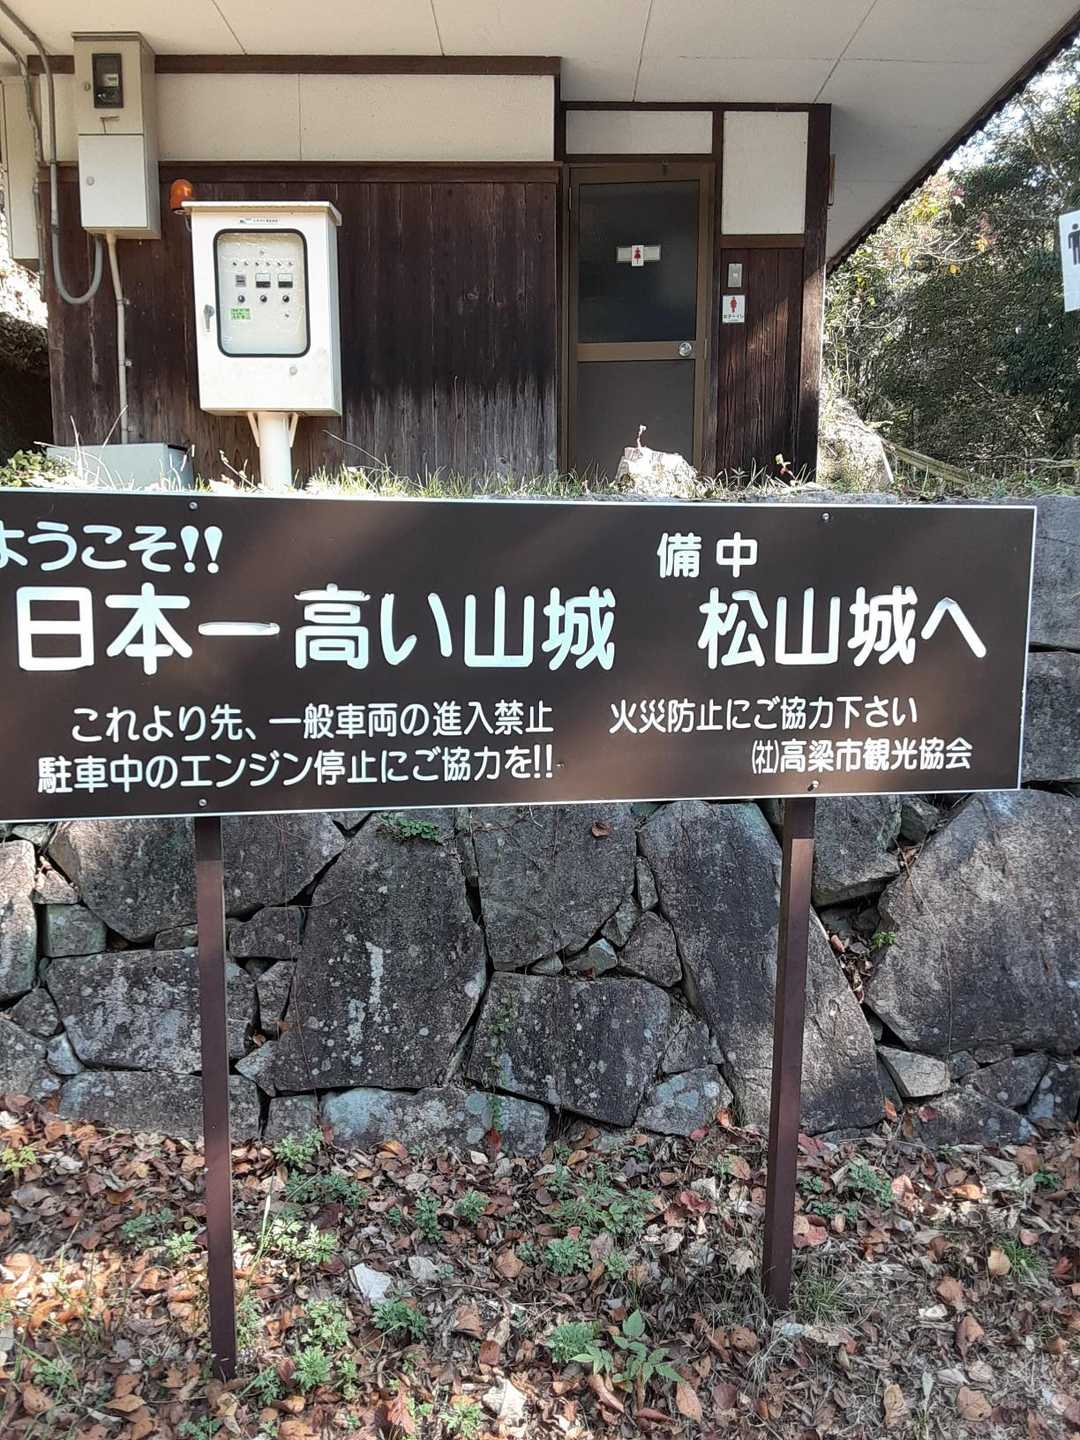 ようこそ!!
備中
日本一高い山城 松山城へ
これより先、一般車両の進入禁止 火災防止にご協力下さい
駐車中のエンジン停止にご協力を!! (社)高梁市観光協会